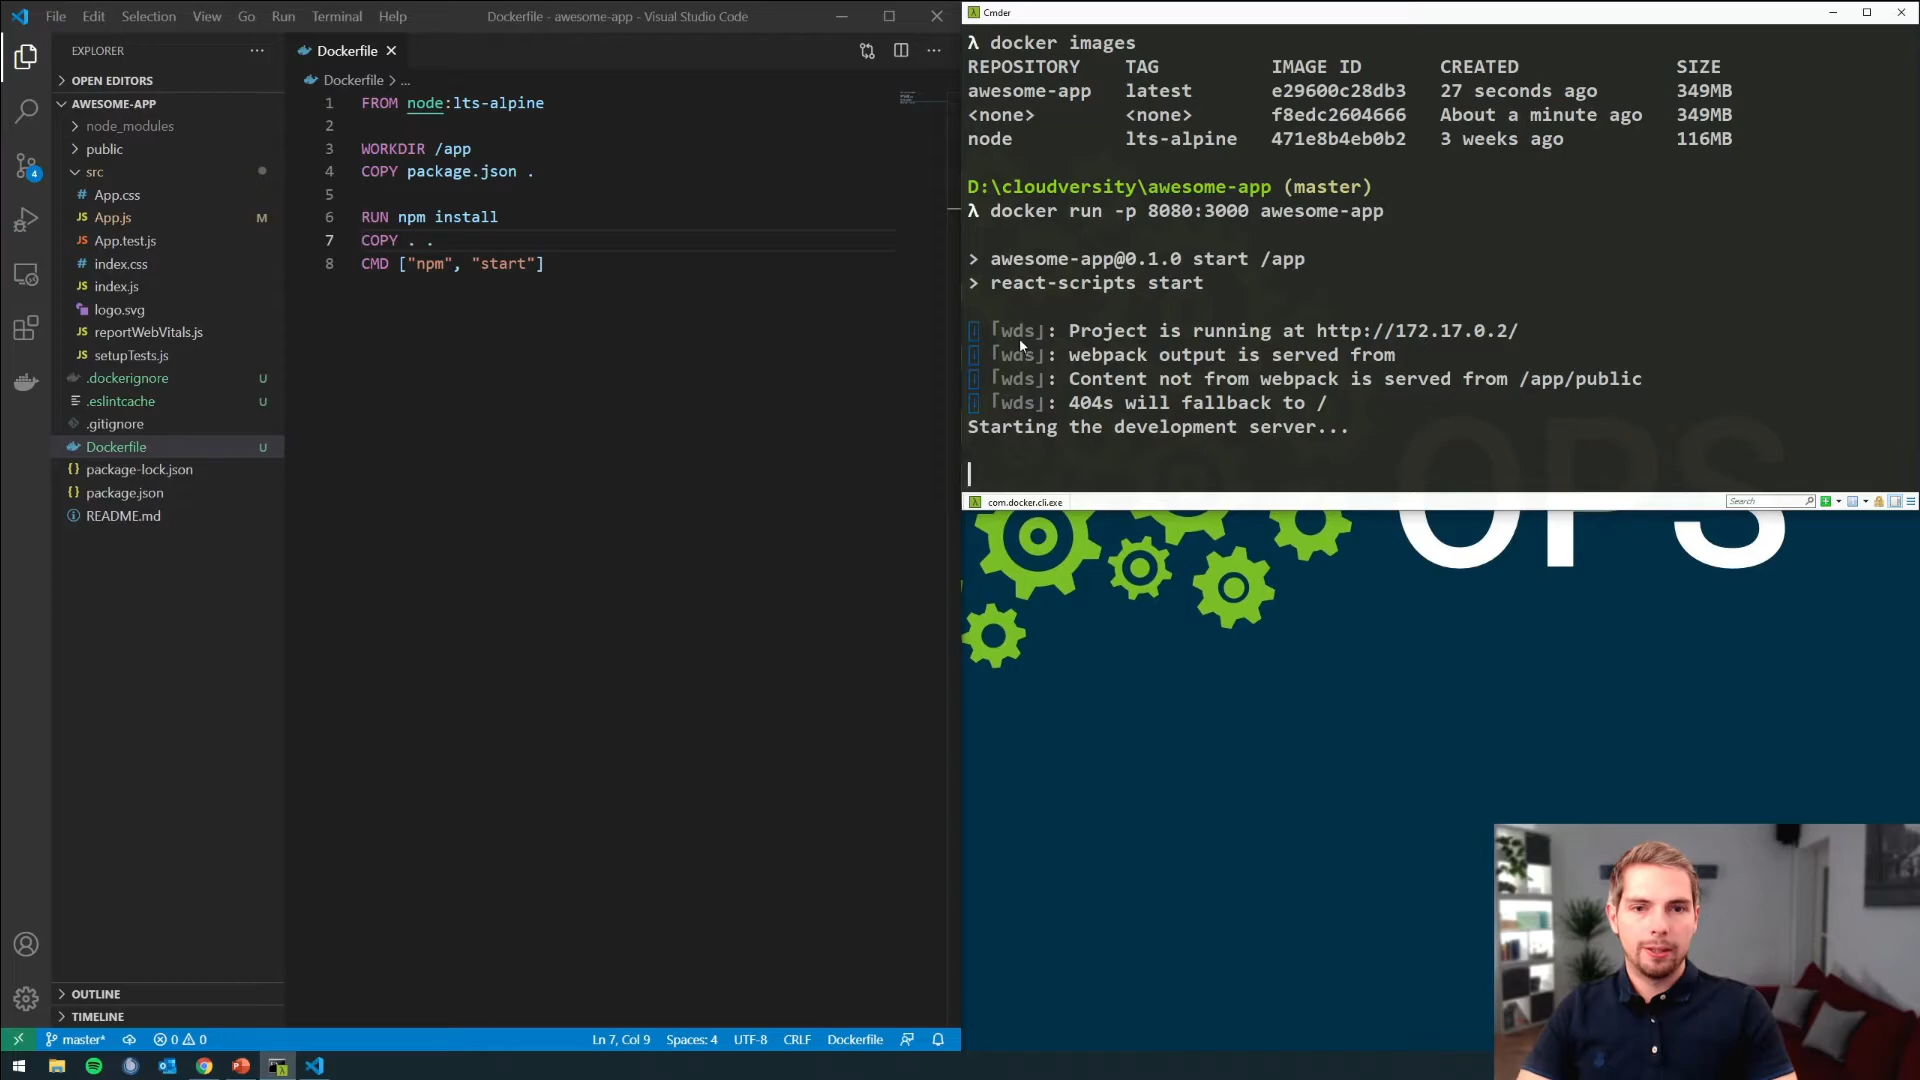 File Edit Selection View Go Run Terminal Help
Dockerfile - awesome-app - Visual Studio Code
EXPLORER
OPEN EDITORS
AWESOME-APP
node_modules
public
src
App.css
App.js M
App.test.js
index.css
index.js
logo.svg
reportWebVitals.js
setupTests.js
.dockerignore U
.eslintcache U
.gitignore
Dockerfile U
package-lock.json
package.json
README.md
OUTLINE
TIMELINE
4
Dockerfile
Dockerfile > ...
1 FROM node:lts-alpine
2
3 WORKDIR /app
4 COPY package.json .
5
6 RUN npm install
7 COPY . .
8 CMD ["npm", "start"]
master* 0 0 Ln 7, Col 9 Spaces: 4 UTF-8 CRLF Dockerfile
Cmder
λ docker images
REPOSITORY TAG IMAGE ID CREATED SIZE
awesome-app latest e29600c28db3 27 seconds ago 349MB
<none> <none> f8edc2604666 About a minute ago 349MB
node lts-alpine 471e8b4eb0b2 3 weeks ago 116MB
D:\cloudversity\awesome-app (master)
λ docker run -p 8080:3000 awesome-app
> awesome-app@0.1.0 start /app
> react-scripts start
i ｢wds｣: Project is running at http://172.17.0.2/
i ｢wds｣: webpack output is served from
i ｢wds｣: Content not from webpack is served from /app/public
i ｢wds｣: 404s will fallback to /
Starting the development server...
com.docker.cli.exe
Search
OPS